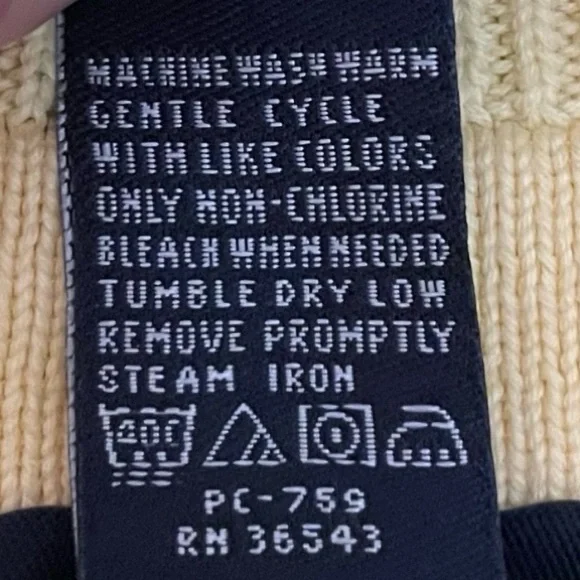 MACHINE WASH WARM
GENTLE CYCLE
WITH LIKE COLORS
ONLY NON-CHLORINE
BLEACH WHEN NEEDED
TUMBLE DRY LOW
REMOVE PROMPTLY
STEAM IRON
40C
PC-759
RN 36543